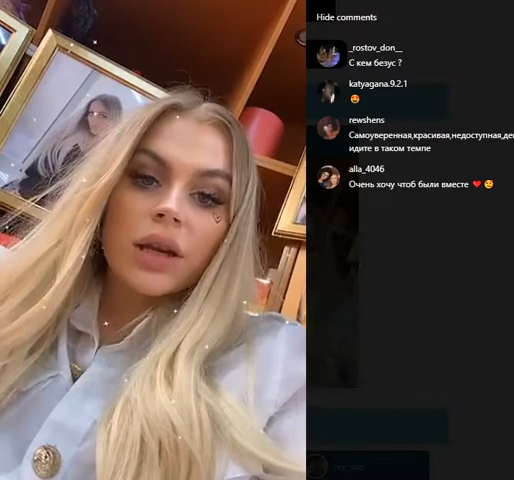 Hide comments
_rostov_don__
С кем безус ?
katyagana.9.2.1
😍
rewshens
Самоуверенная,красивая,недоступная,де
идите в таком темпе
alla_4046
Очень хочу чтоб были вместе ❤️ 😍